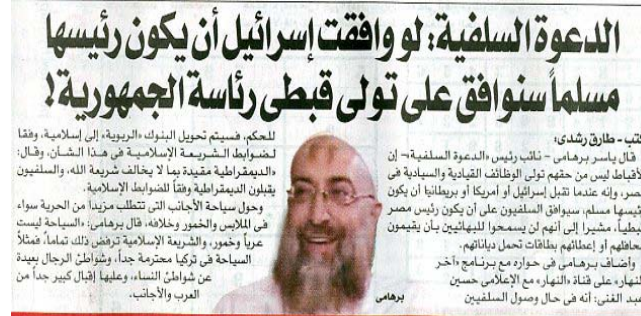 الدعوة السلفية: لو وافقت إسرائيل أن يكون رئيسها
مسلماً سنوافق على تولى قبطى رئاسة الجمهورية!
كتب - طارق رشدى:
قال ياسر برهامى - نائب رئيس «الدعوة السلفية» - إن
الأقباط ليس من حقهم تولى الوظائف القيادية والسيادية فى
مصر، وإنه عندما تقبل إسرائيل أو أمريكا أو بريطانيا أن يكون
رئيسها مسلم، سيوافق السلفيون على أن يكون رئيس مصر
قبطياً، مشيرا إلى أنهم لن يسمحوا للبهائيين بأن يقيموا
محافلهم أو إعطائهم بطاقات تحمل دياناتهم.
وأضاف برهامى فى حواره مع برنامج «آخر
النهار» على قناة «النهار» مع الإعلامى حسين
عبد الغنى: أنه فى حال وصول السلفيين
للحكم، فسيتم تحويل البنوك «الربوية» إلى إسلامية، وفقا
لضوابط الشريعة الإسلامية فى هذا الشأن، وقال:
«الديمقراطية مقيدة بما لا يخالف شريعة الله، والسلفيون
يقبلون الديمقراطية وفقاً للضوابط الإسلامية.
وحول سياحة الأجانب التى تتطلب مزيداً من الحرية سواء
فى الملابس والخمور وخلافه، قال برهامى: «السياحة ليست
عرياً وخمور، والشريعة الإسلامية ترفض ذلك تماما، فمثلاً
السياحة فى تركيا محترمة جداً، وشواطئ الرجال بعيدة
عن شواطئ النساء، وعليها إقبال كبير جداً من
العرب والأجانب.
برهامى